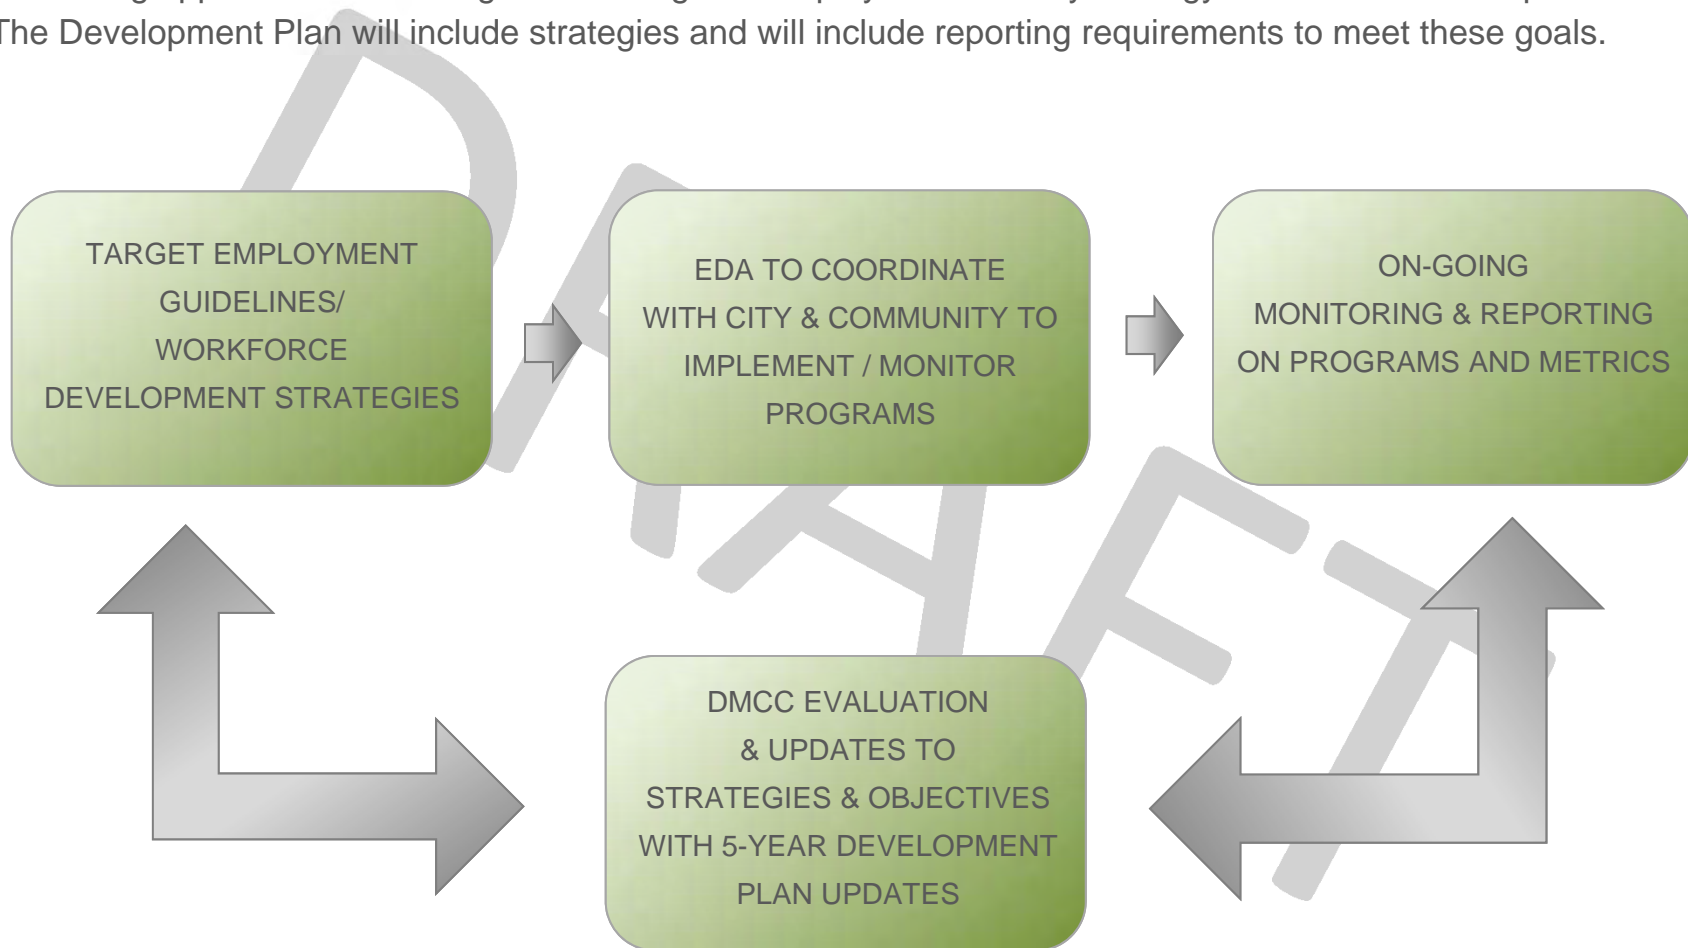 The Development Plan will include strategies and will include reporting requirements to meet these goals.
TARGET EMPLOYMENT
GUIDELINES/
WORKFORCE
DEVELOPMENT STRATEGIES
EDA TO COORDINATE
WITH CITY & COMMUNITY TO
IMPLEMENT / MONITOR
PROGRAMS
ON-GOING
MONITORING & REPORTING
ON PROGRAMS AND METRICS
DMCC EVALUATION
& UPDATES TO
STRATEGIES & OBJECTIVES
WITH 5-YEAR DEVELOPMENT
PLAN UPDATES
DRAFT